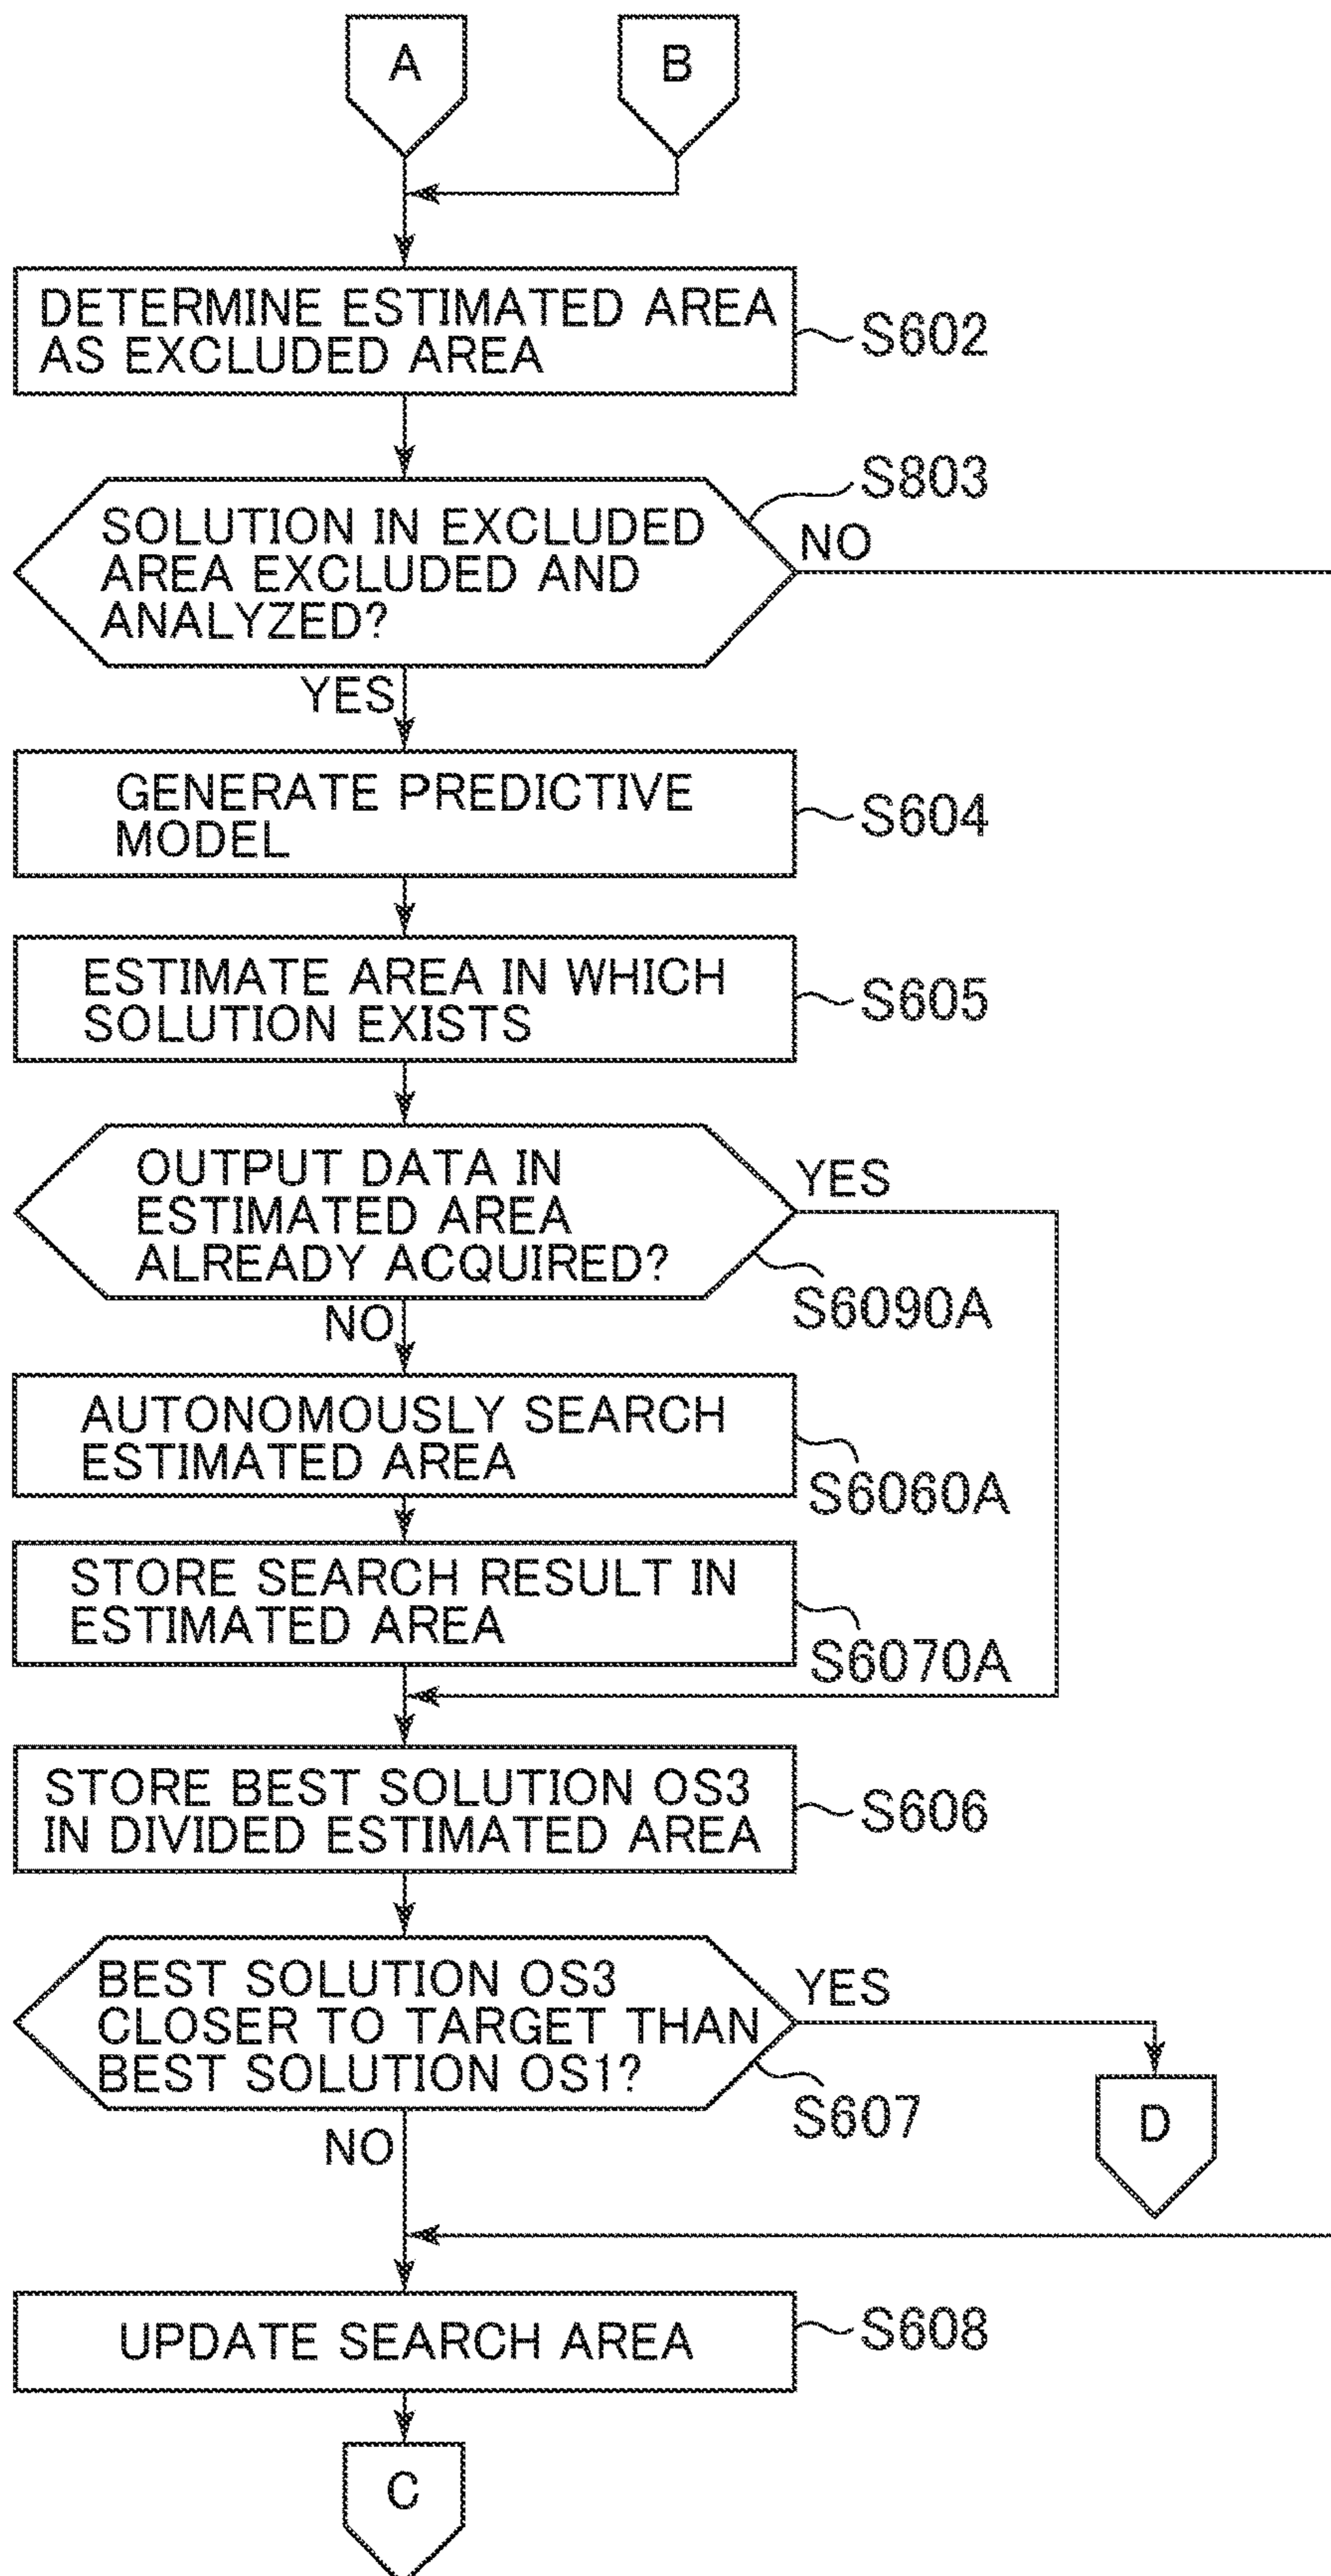 A
B
DETERMINE ESTIMATED AREA
AS EXCLUDED AREA
S602
S803
SOLUTION IN EXCLUDED
AREA EXCLUDED AND
ANALYZED?
NO
YES
GENERATE PREDICTIVE
MODEL
S604
ESTIMATE AREA IN WHICH
SOLUTION EXISTS
S605
OUTPUT DATA IN
ESTIMATED AREA
ALREADY ACQUIRED?
YES
S6090A
NO
AUTONOMOUSLY SEARCH
ESTIMATED AREA
S6060A
STORE SEARCH RESULT IN
ESTIMATED AREA
S6070A
STORE BEST SOLUTION OS3
IN DIVIDED ESTIMATED AREA
S606
BEST SOLUTION OS3
CLOSER TO TARGET THAN
BEST SOLUTION OS1?
YES
S607
D
NO
UPDATE SEARCH AREA
S608
C